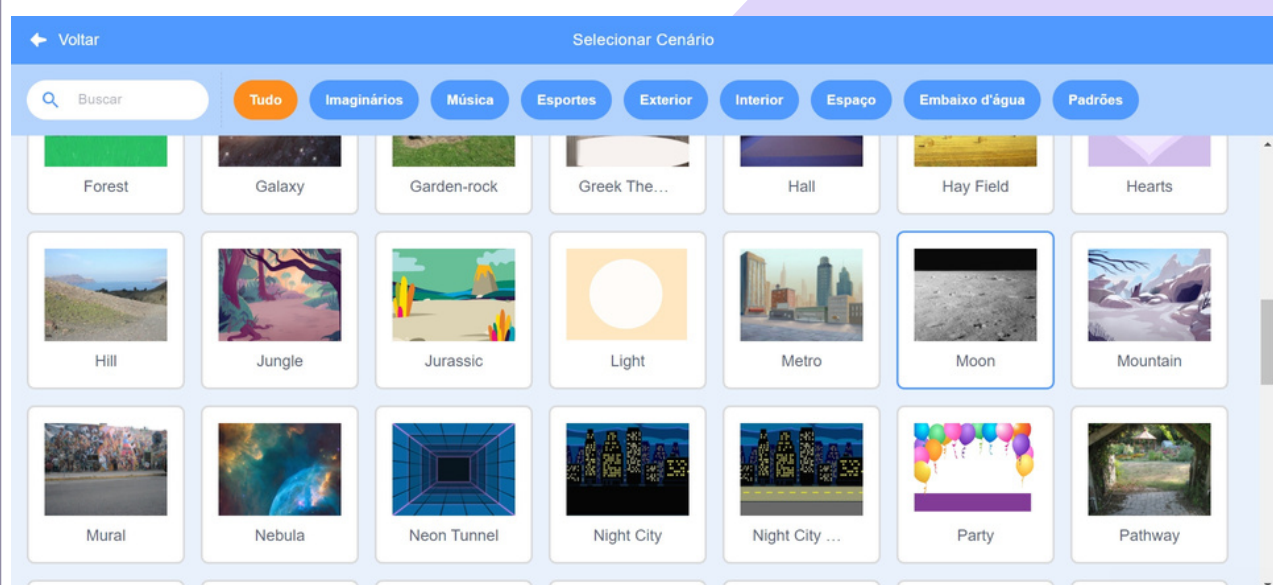 Voltar
Selecionar Cenário
Buscar
Tudo
Imaginários
Música
Esportes
Exterior
Interior
Espaço
Embaixo d'água
Padrões
Forest
Galaxy
Garden-rock
Greek The...
Hall
Hay Field
Hearts
Hill
Jungle
Jurassic
Light
Metro
Moon
Mountain
Mural
Nebula
Neon Tunnel
Night City
Night City ...
Party
Pathway